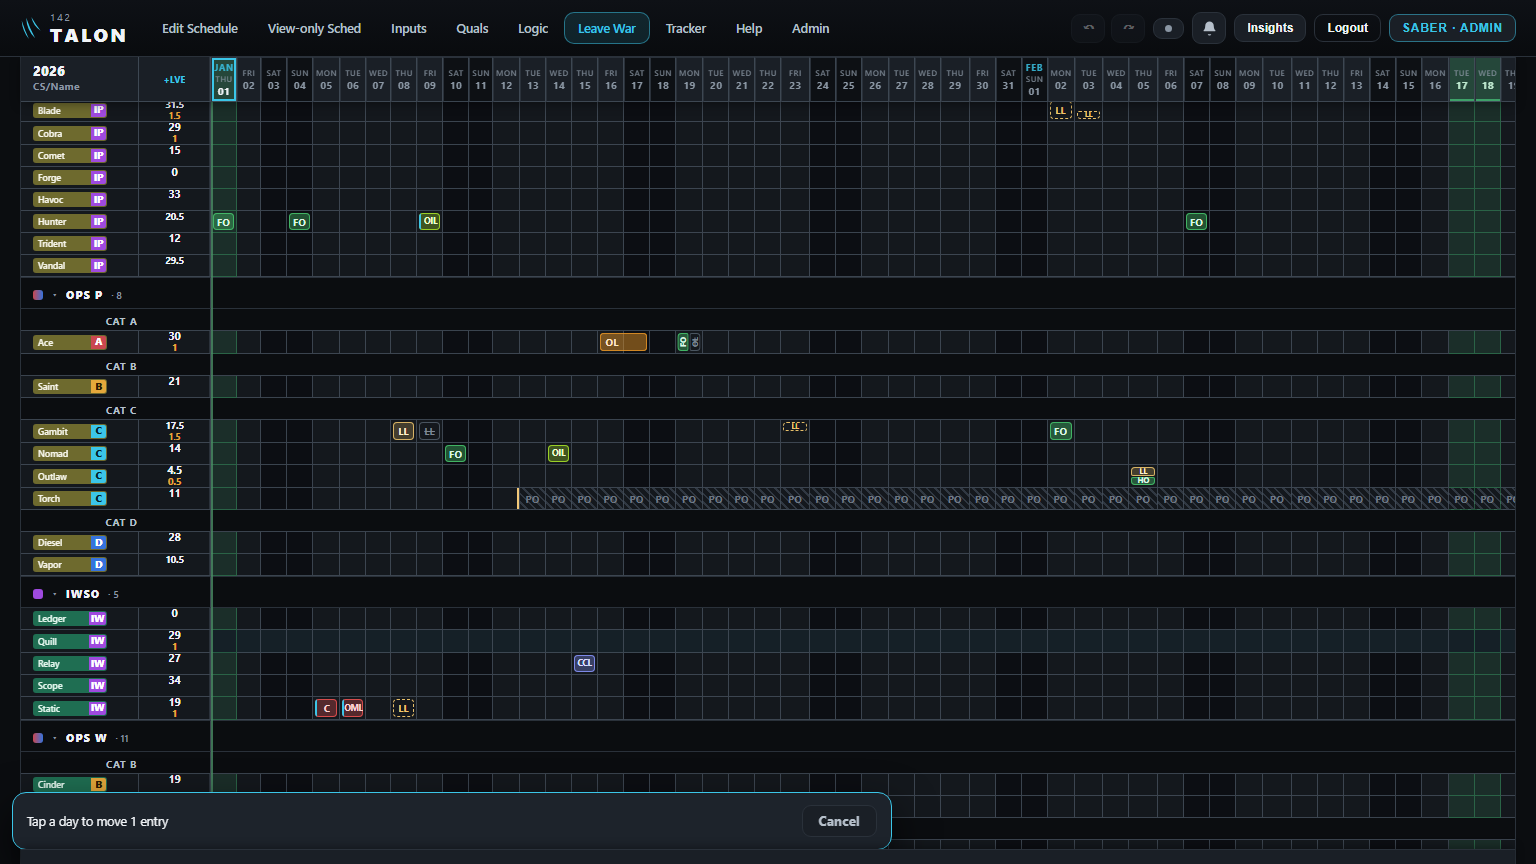 142
TALON
Edit Schedule
View-only Sched
Inputs
Quals
Logic
Leave War
Tracker
Help
Admin
Insights
Logout
SABER · ADMIN
2026
CS/Name
+LVE
JAN THU 01
FRI 02
SAT 03
SUN 04
MON 05
TUE 06
WED 07
THU 08
FRI 09
SAT 10
SUN 11
MON 12
TUE 13
WED 14
THU 15
FRI 16
SAT 17
SUN 18
MON 19
TUE 20
WED 21
THU 22
FRI 23
SAT 24
SUN 25
MON 26
TUE 27
WED 28
THU 29
FRI 30
SAT 31
FEB SUN 01
MON 02
TUE 03
WED 04
THU 05
FRI 06
SAT 07
SUN 08
MON 09
TUE 10
WED 11
THU 12
FRI 13
SAT 14
SUN 15
MON 16
TUE 17
WED 18
Blade IP 31.5 1.5 LL LL
Cobra IP 29 1
Comet IP 15
Forge IP 0
Havoc IP 33
Hunter IP 20.5 FO FO OIL FO
Trident IP 12
Vandal IP 29.5
· OPS P · 8
CAT A
Ace A 30 1 OL FO
CAT B
Saint B 21
CAT C
Gambit C 17.5 1.5 LL LL LL FO
Nomad C 14 FO OIL
Outlaw C 4.5 0.5 LL HO
Torch C 11 PO PO PO PO PO PO PO PO PO PO PO PO PO PO PO PO PO PO PO PO PO PO PO PO PO PO PO PO PO PO PO PO PO PO PO PO PO
CAT D
Diesel D 28
Vapor D 10.5
· IWSO · 5
Ledger IW 0
Quill IW 29 1
Relay IW 27 CCL
Scope IW 34
Static IW 19 1 C OML LL
· OPS W · 11
CAT B
Cinder B 19
Tap a day to move 1 entry
Cancel